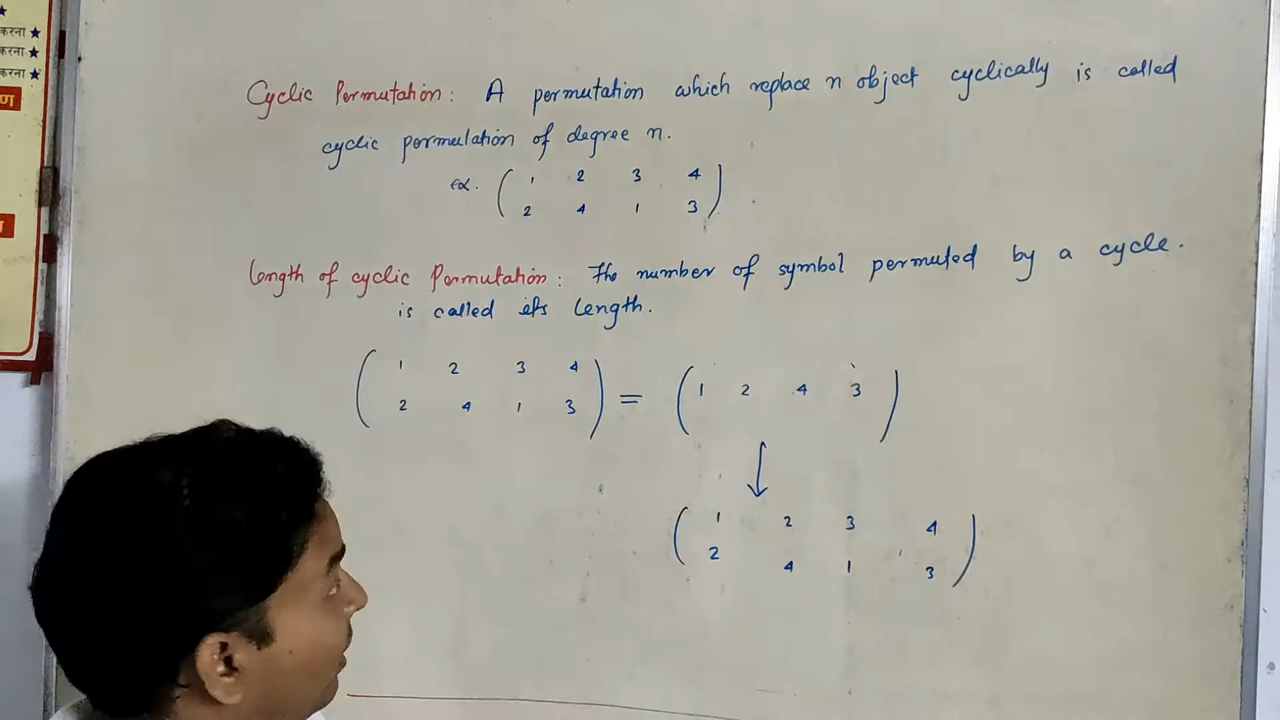 ★
करना ★
करना ★
करना ★
ण
Cyclic Permutation: A permutation which replace n object cyclically is called
cyclic permulation of degree n.
ex. ( 1 2 3 4 )
2 4 1 3
Length of cyclic Permutation: The number of symbol permuted by a cycle.
is called its length.
( 1 2 3 4 ) = ( 1 2 4 3 )
2 4 1 3
↓
( 1 2 3 4 )
2 4 1 3